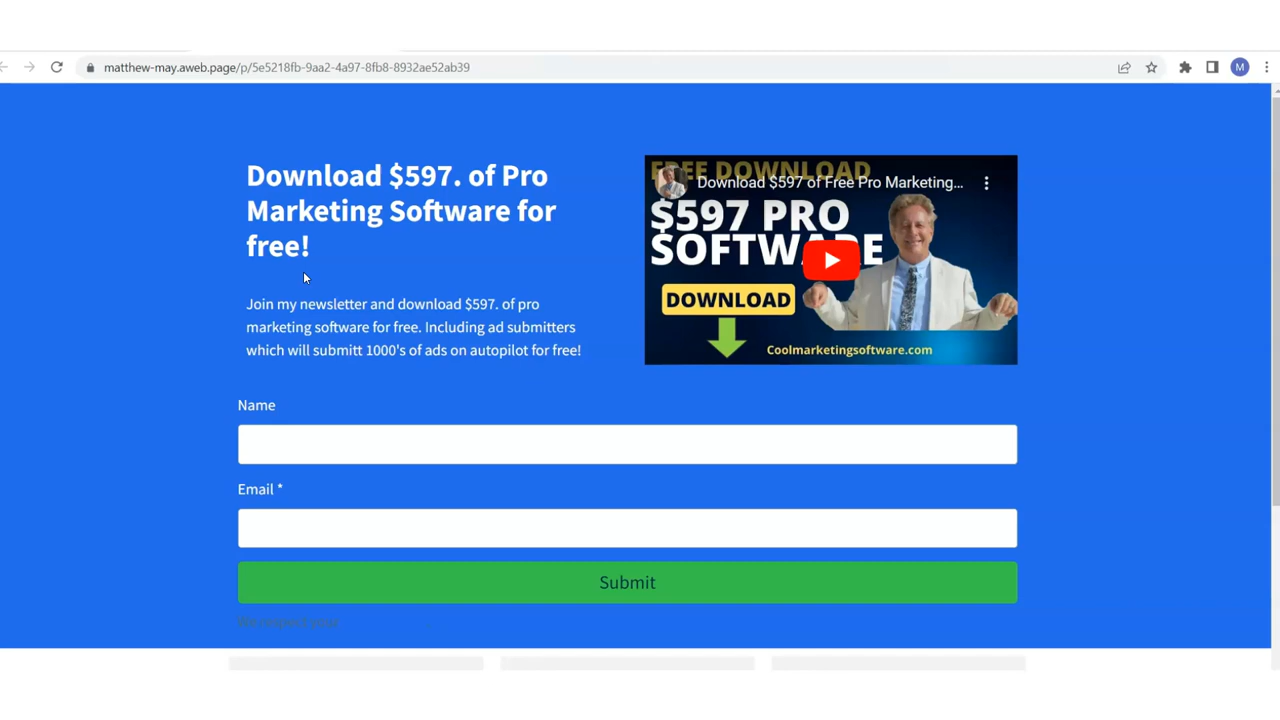 matthew-may.aweb.page/p/5e5218fb-9aa2-4a97-8fb8-8932ae52ab39
M
Download $597. of Pro
Marketing Software for
free!
Join my newsletter and download $597. of pro
marketing software for free. Including ad submitters
which will submitt 1000's of ads on autopilot for free!
FREE DOWNLOAD
Download $597 of Free Pro Marketing...
$597 PRO
SOFTWARE
DOWNLOAD
Coolmarketingsoftware.com
Name
Email *
Submit